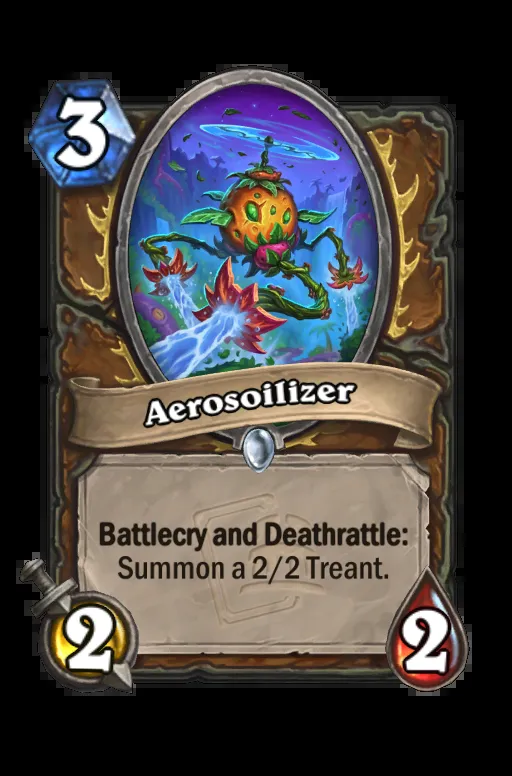 3
Aerosoilizer
Battlecry and Deathrattle:
Summon a 2/2 Treant.
2
2